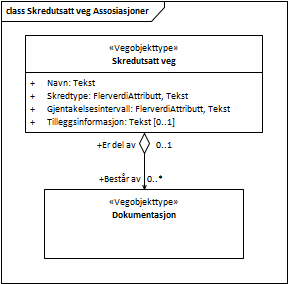 class Skredutsatt veg Assosiasjoner
«Vegobjekttype»
Skredutsatt veg
+ Navn: Tekst
+ Skredtype: FlerverdiAttributt, Tekst
+ Gjentakelsesintervall: FlerverdiAttributt, Tekst
+ Tilleggsinformasjon: Tekst [0..1]
+Er del av 0..1
+Består av 0..*
«Vegobjekttype»
Dokumentasjon